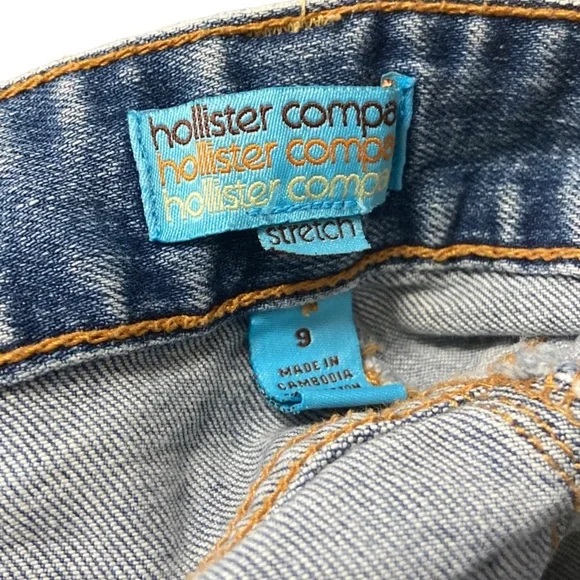 hollister compa
hollister compa
hollister compa
stretch
9
MADE IN
CAMBODIA